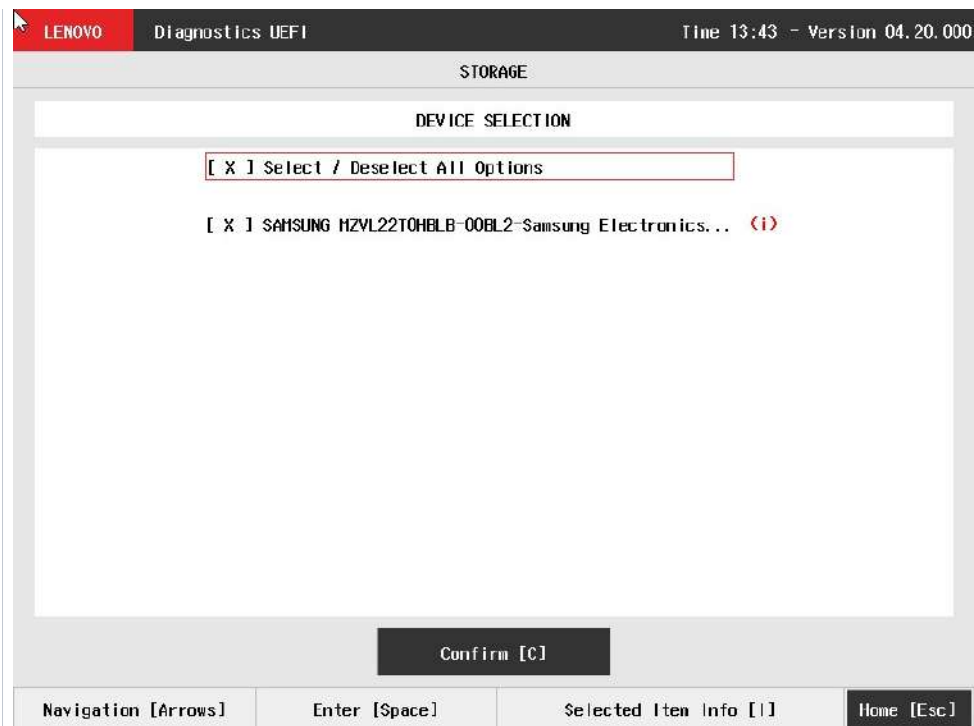 LENOVO Diagnostics UEFI Time 13:43 - Version 04.20.000
STORAGE
DEVICE SELECTION
[ X ] Select / Deselect All Options
[ X ] SAMSUNG MZVL22T0HBLB-00BL2-Samsung Electronics... (i)
Confirm [C]
Navigation [Arrows] Enter [Space] Selected Item Info [I] Home [Esc]